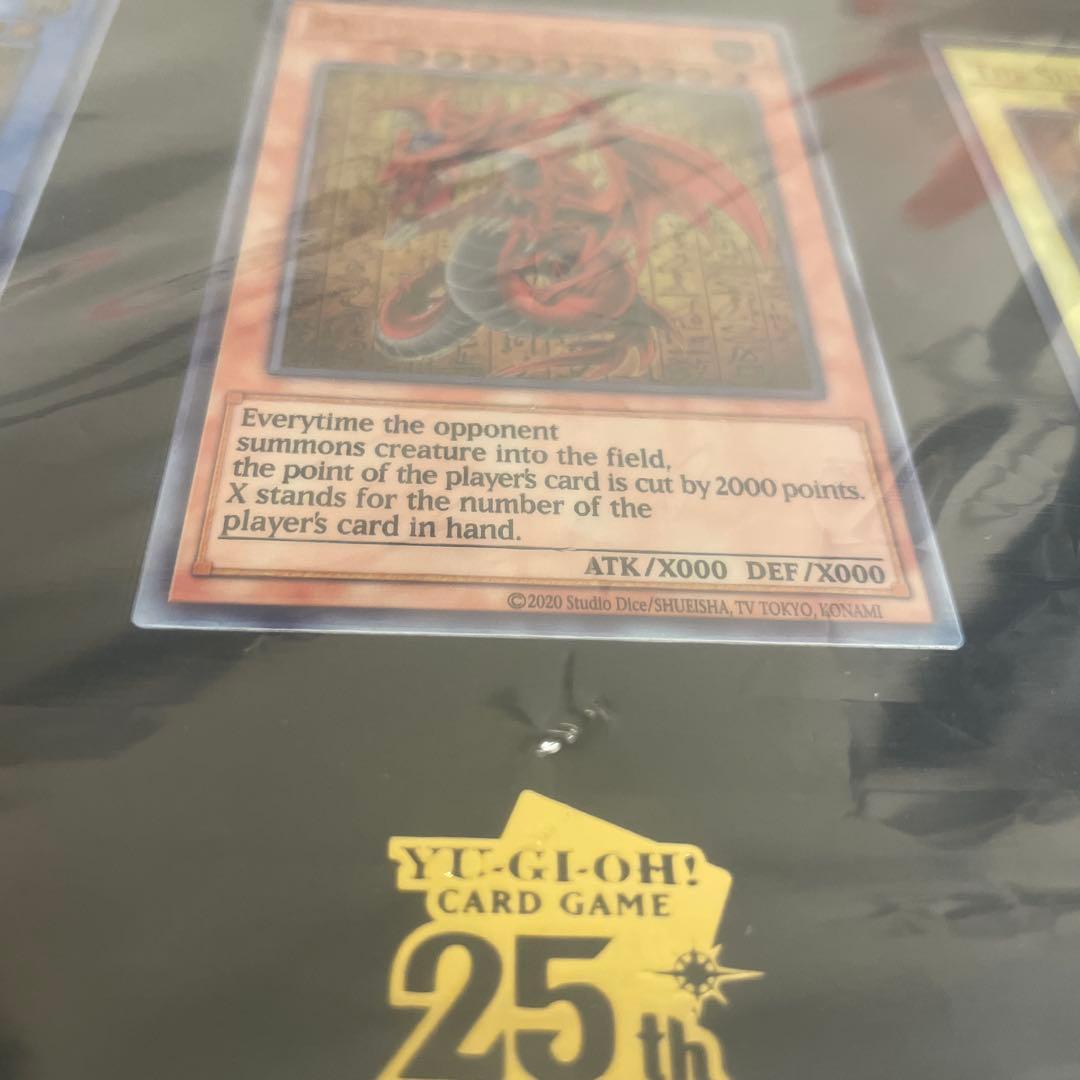 THE SU
Everytime the opponent
summons creature into the field,
the point of the player's card is cut by 2000 points.
X stands for the number of the
player's card in hand.
ATK/X000 DEF/X000
©2020 Studio Dice/SHUEISHA, TV TOKYO, KONAMI
YU-GI-OH!
CARD GAME
25th